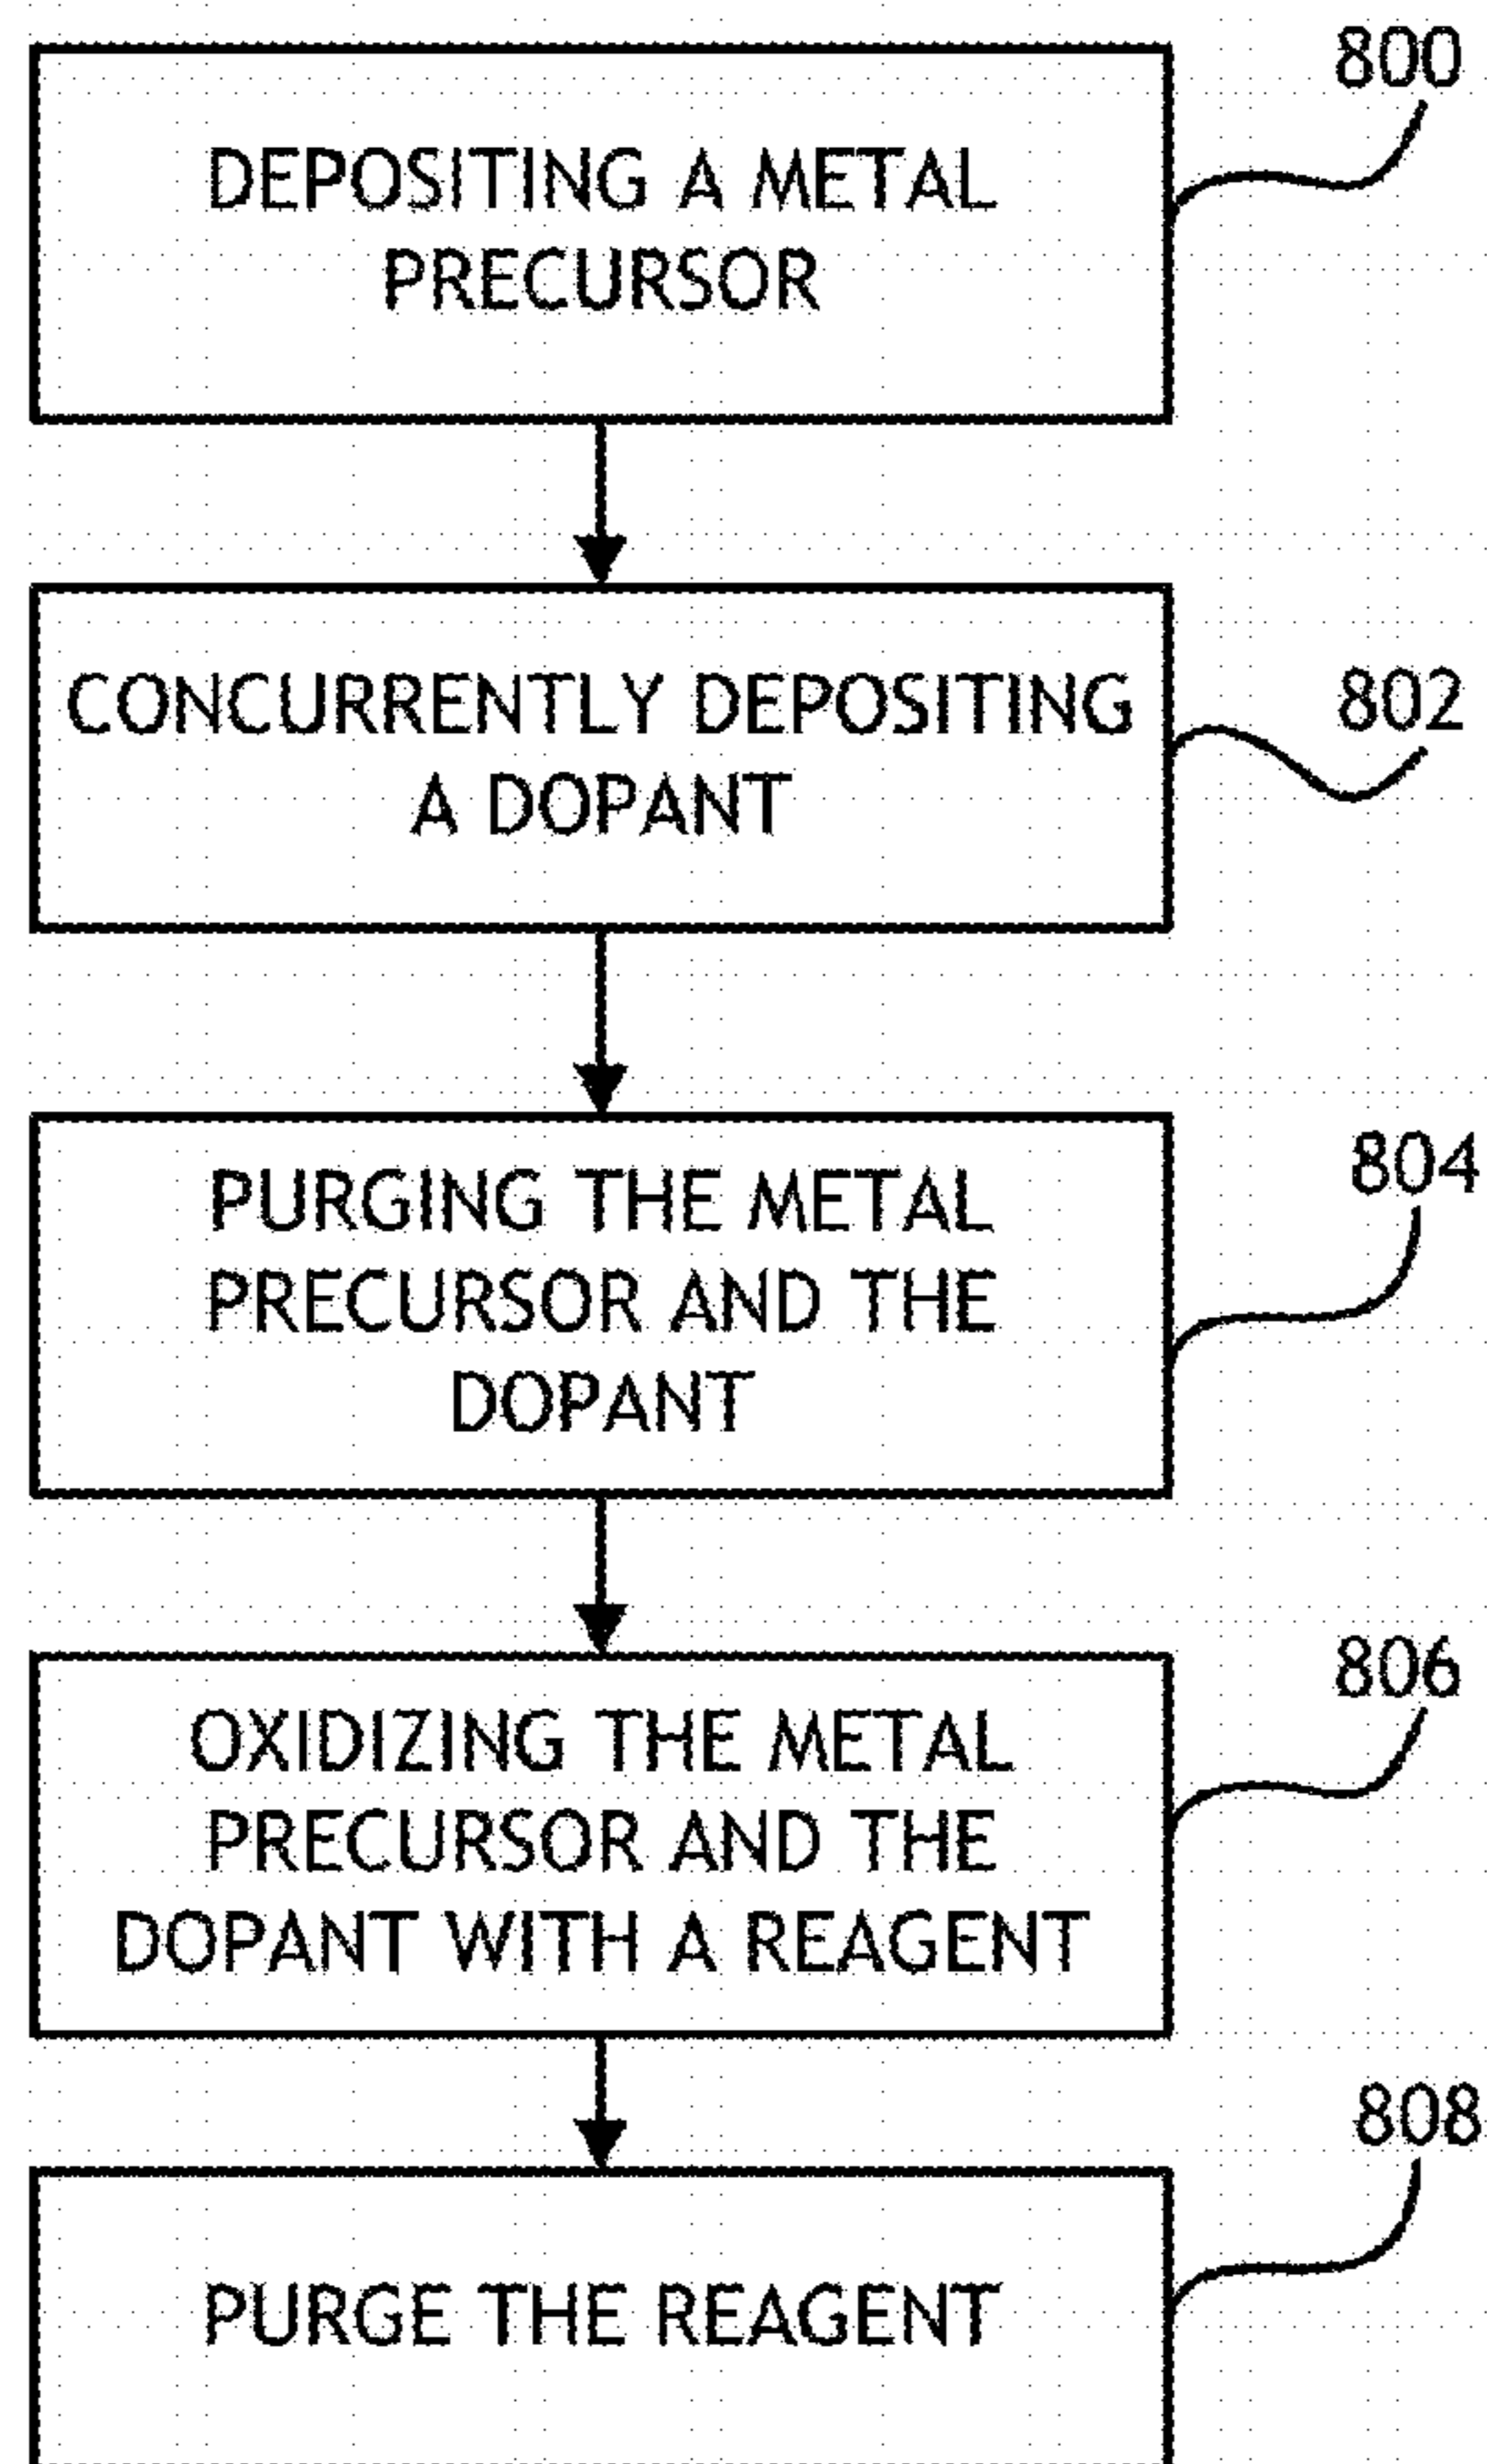 800
DEPOSITING A METAL
PRECURSOR
802
CONCURRENTLY DEPOSITING
A DOPANT
804
PURGING THE METAL
PRECURSOR AND THE
DOPANT
806
OXIDIZING THE METAL
PRECURSOR AND THE
DOPANT WITH A REAGENT
808
PURGE THE REAGENT